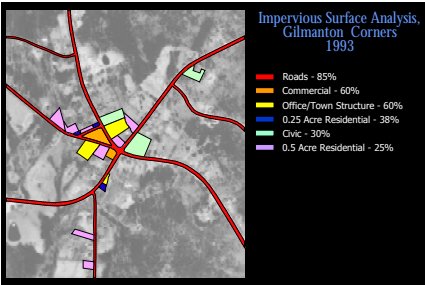 Impervious Surface Analysis,
Gilmanton Corners
1993
Roads - 85%
Commercial - 60%
Office/Town Structure - 60%
0.25 Acre Residential - 38%
Civic - 30%
0.5 Acre Residential - 25%